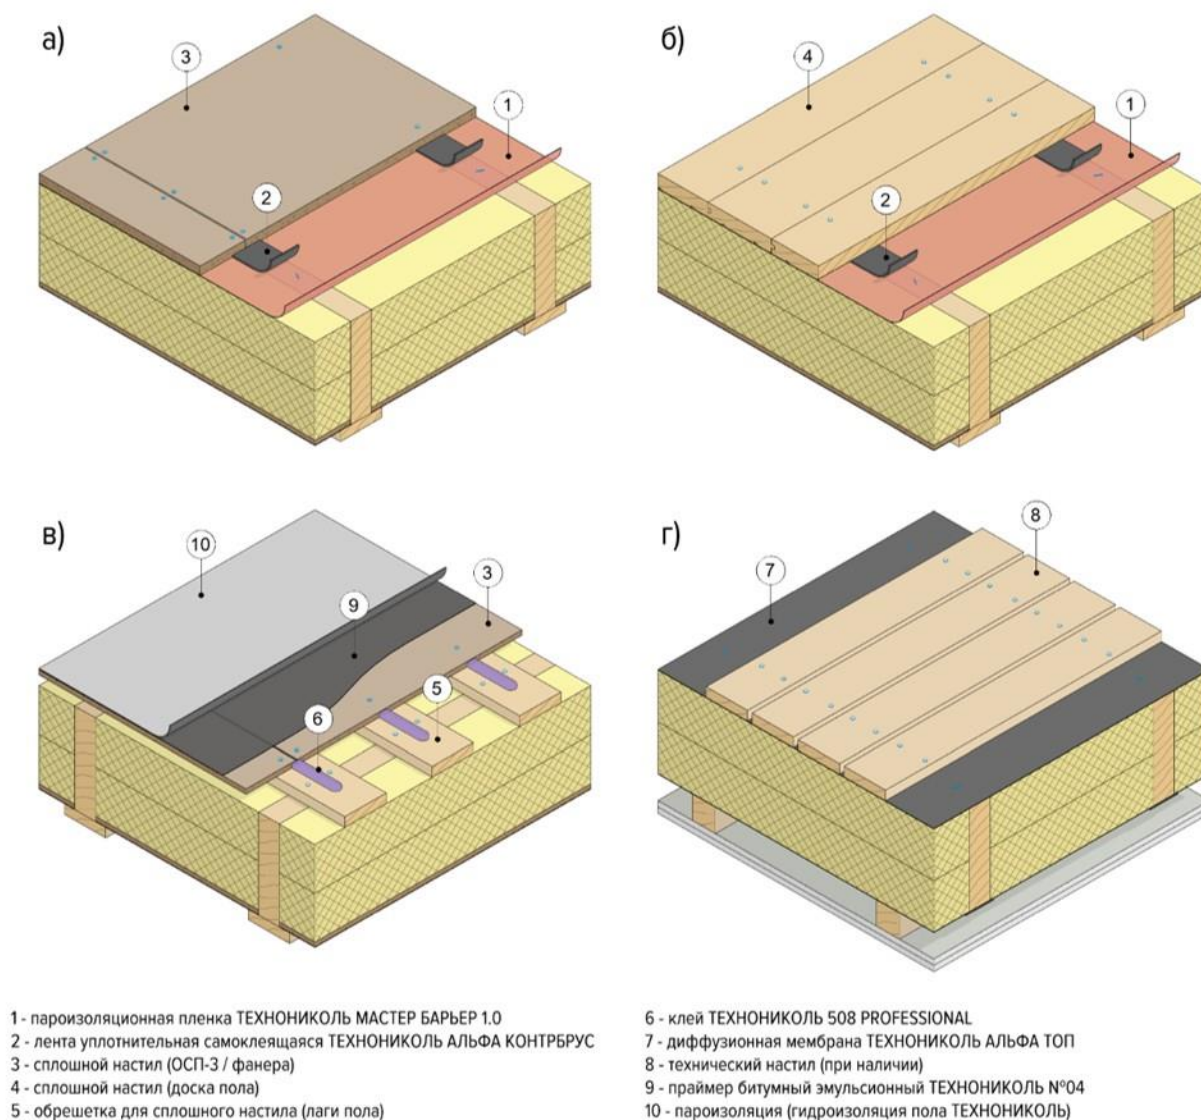 а)
3
1
2
б)
4
1
2
в)
10
9
3
5
6
г)
8
7
1 - пароизоляционная пленка ТЕХНОНИКОЛЬ МАСТЕР БАРЬЕР 1.0
2 - лента уплотнительная самоклеящаяся ТЕХНОНИКОЛЬ АЛЬФА КОНТРБРУС
3 - сплошной настил (ОСП-3 / фанера)
4 - сплошной настил (доска пола)
5 - обрешетка для сплошного настила (лаги пола)
6 - клей ТЕХНОНИКОЛЬ 508 PROFESSIONAL
7 - диффузионная мембрана ТЕХНОНИКОЛЬ АЛЬФА ТОП
8 - технический настил (при наличии)
9 - праймер битумный эмульсионный ТЕХНОНИКОЛЬ №04
10 - пароизоляция (гидроизоляция пола ТЕХНОНИКОЛЬ)